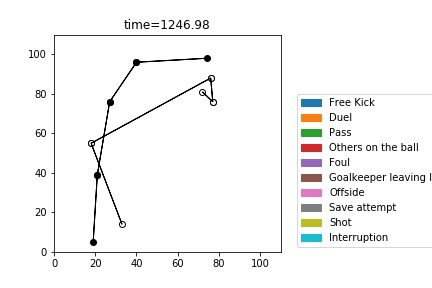 time=1246.98
100
80
60
40
20
0
0 20 40 60 80 100
Free Kick
Duel
Pass
Others on the ball
Foul
Goalkeeper leaving
Offside
Save attempt
Shot
Interruption